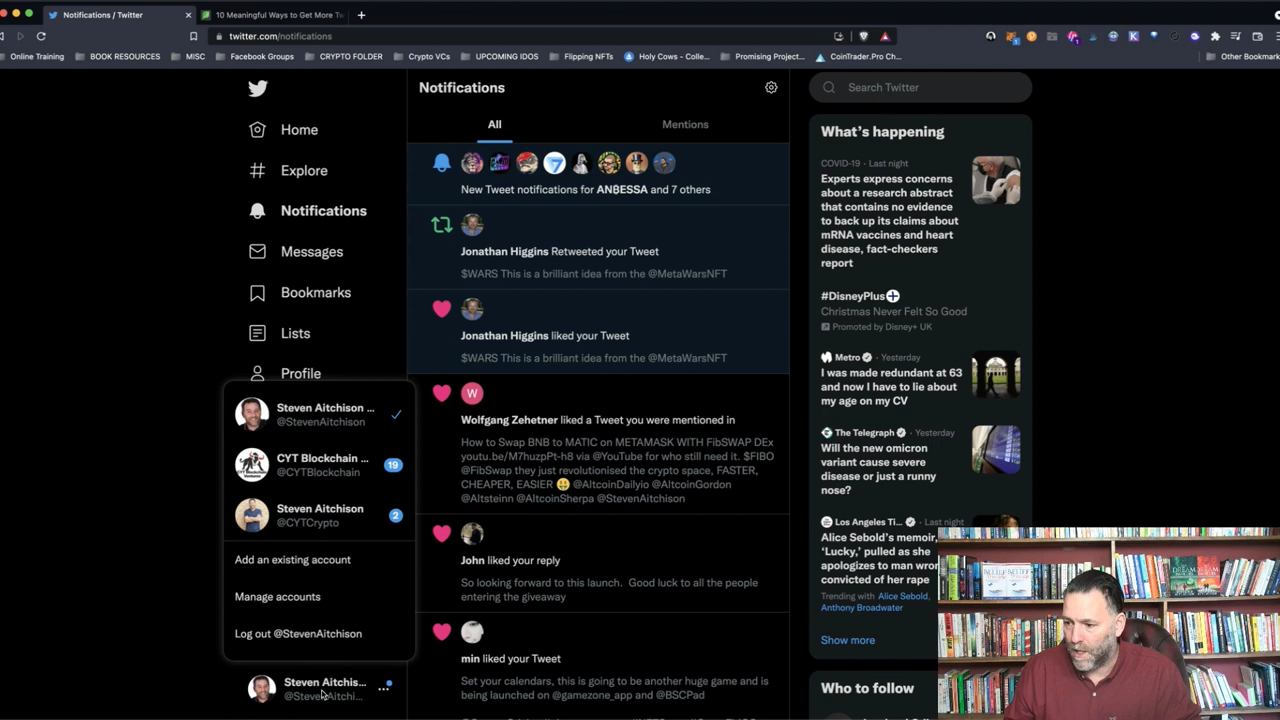 Notifications / Twitter
10 Meaningful Ways to Get More Tw
twitter.com/notifications
Online Training
BOOK RESOURCES
MISC
Facebook Groups
CRYPTO FOLDER
Crypto VCs
UPCOMING IDOS
Flipping NFTs
Holy Cows - Colle...
Promising Project...
CoinTrader.Pro Ch...
Other Bookmark
Home
Explore
Notifications
Messages
Bookmarks
Lists
Profile
Steven Aitchison ...
@StevenAitchison
CYT Blockchain ...
@CYTBlockchain
19
Steven Aitchison
@CYTCrypto
2
Add an existing account
Manage accounts
Log out @StevenAitchison
Steven Aitchis...
@StevenAitchi...
Notifications
All
Mentions
New Tweet notifications for ANBESSA and 7 others
Jonathan Higgins Retweeted your Tweet
$WARS This is a brilliant idea from the @MetaWarsNFT
Jonathan Higgins liked your Tweet
$WARS This is a brilliant idea from the @MetaWarsNFT
W
Wolfgang Zehetner liked a Tweet you were mentioned in
How to Swap BNB to MATIC on METAMASK WITH FibSWAP DEx
youtu.be/M7huzpPt-h8 via @YouTube for who still need it. $FIBO
@FibSwap they just revolutionised the crypto space, FASTER,
CHEAPER, EASIER 😃 @AltcoinDailyio @AltcoinGordon
@Altsteinn @AltcoinSherpa @StevenAitchison
John liked your reply
So looking forward to this launch. Good luck to all the people
entering the giveaway
min liked your Tweet
Set your calendars, this is going to be another huge game and is
being launched on @gamezone_app and @BSCPad
Search Twitter
What's happening
COVID-19 · Last night
Experts express concerns
about a research abstract
that contains no evidence
to back up its claims about
mRNA vaccines and heart
disease, fact-checkers
report
#DisneyPlus
Christmas Never Felt So Good
Promoted by Disney+ UK
Metro · Yesterday
I was made redundant at 63
and now I have to lie about
my age on my CV
The Telegraph · Yesterday
Will the new omicron
variant cause severe
disease or just a runny
nose?
Los Angeles Ti... · Last night
Alice Sebold's memoir,
'Lucky,' pulled as she
apologizes to man wron
convicted of her rape
Trending with Alice Sebold,
Anthony Broadwater
Show more
Who to follow